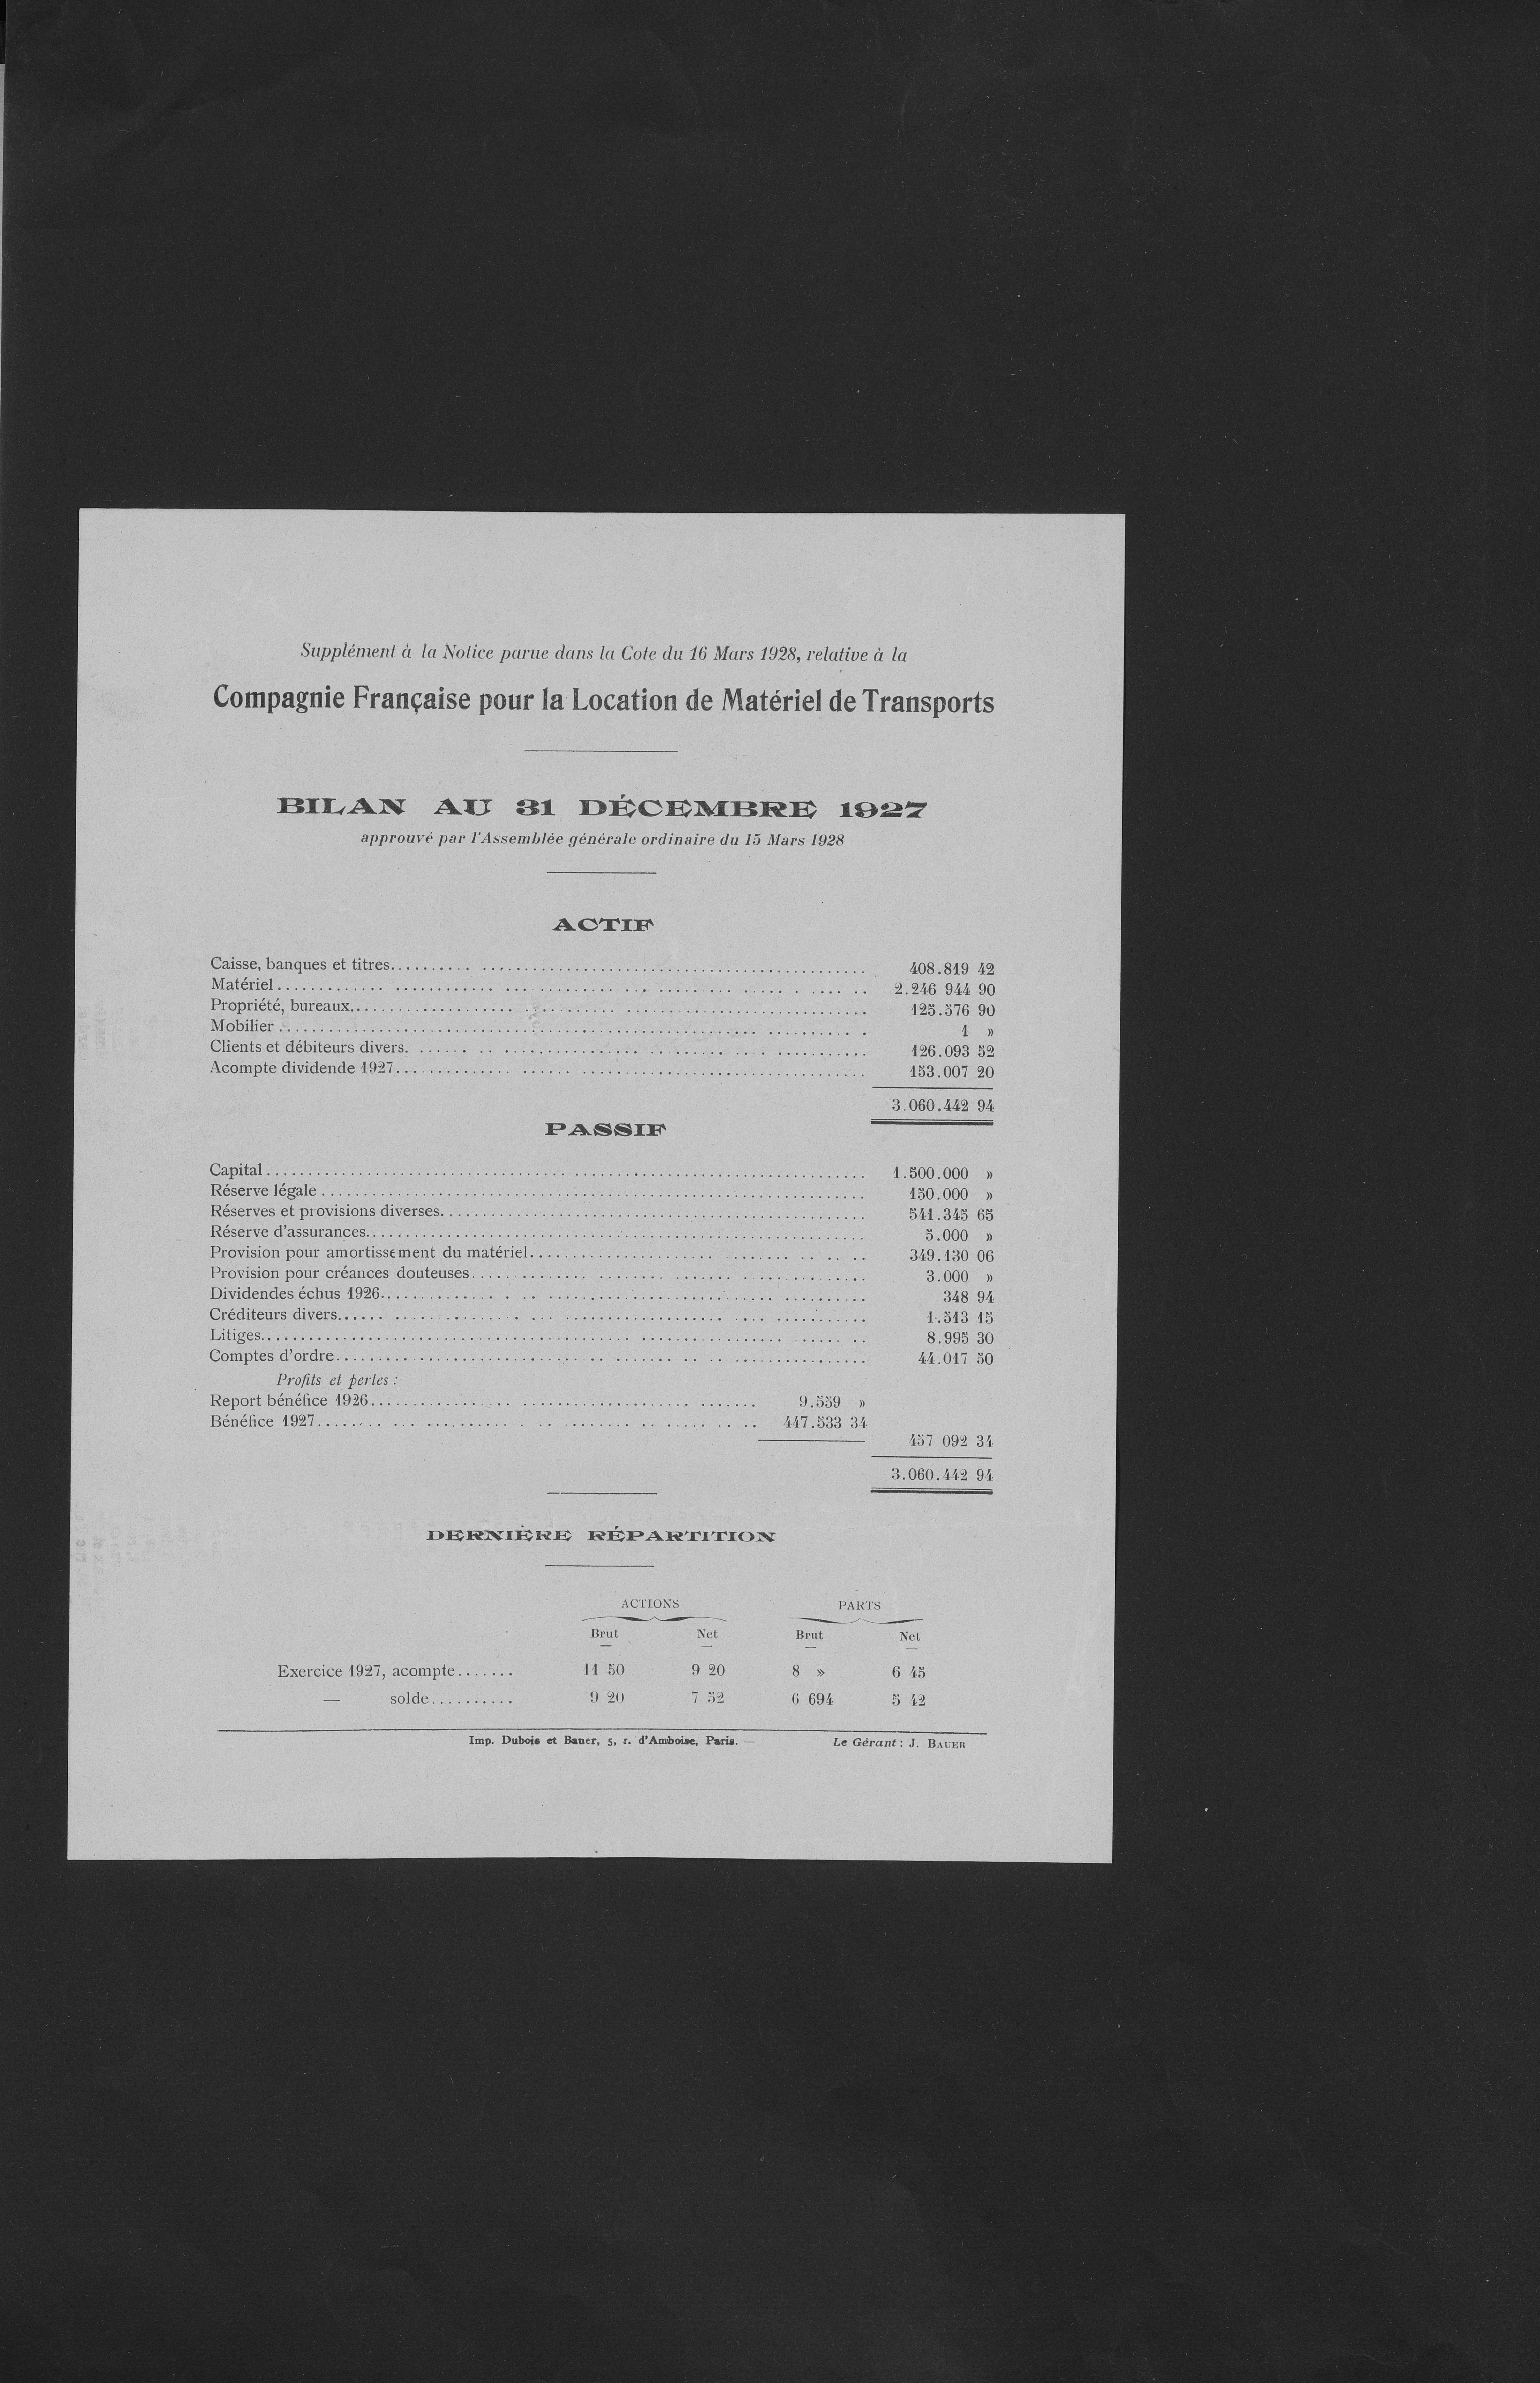 Supplément à la Notice parue dans la Cote du 16 Mars 1928, relative à la
Compagnie Française pour la Location de Matériel de Transports
BILAN AU 31 DÉCEMBRE 1927
approuvé par l'Assemblée générale ordinaire du 15 Mars 1928
ACTIF
Caisse, banques et titres.......... 408.819 42
Matériel.......... 2.246 944 90
Propriété, bureaux.......... 125.576 90
Mobilier.......... 1 »
Clients et débiteurs divers.......... 126.093 52
Acompte dividende 1927.......... 153.007 20
3.060.442 94
PASSIF
Capital.......... 1.500.000 »
Réserve légale.......... 150.000 »
Réserves et provisions diverses.......... 541.345 65
Réserve d'assurances.......... 5.000 »
Provision pour amortissement du matériel.......... 349.130 06
Provision pour créances douteuses.......... 3.000 »
Dividendes échus 1926.......... 348 94
Créditeurs divers.......... 1.513 15
Litiges.......... 8.995 30
Comptes d'ordre.......... 44.017 50
Profits et pertes :
Report bénéfice 1926.......... 9.559 »
Bénéfice 1927.......... 447.533 34
457 092 34
3.060.442 94
DERNIÈRE RÉPARTITION
ACTIONS PARTS
Brut Net Brut Net
Exercice 1927, acompte....... 11 50 9 20 8 » 6 45
— solde.......... 9 20 7 52 6 694 5 42
Imp. Dubois et Bauer, 5, r. d'Amboise, Paris. — Le Gérant : J. BAUER